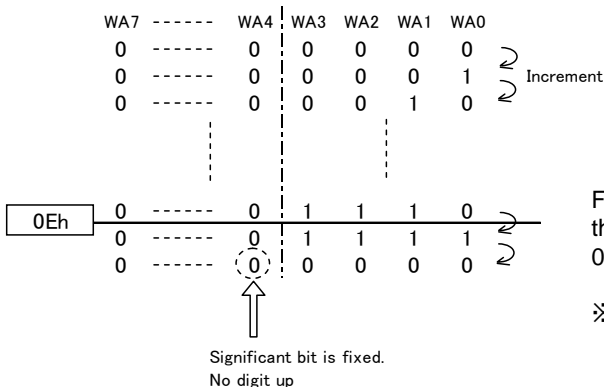 WA7 ------ WA4 WA3 WA2 WA1 WA0
0 ------ 0 0 0 0 0
0 ------ 0 0 0 0 1
Increment
0 ------ 0 0 0 1 0
0Eh
0 ------ 0 1 1 1 0
0 ------ 0 1 1 1 1
0 ------ 0 0 0 0 0
F
th
0
※
Significant bit is fixed.
No digit up